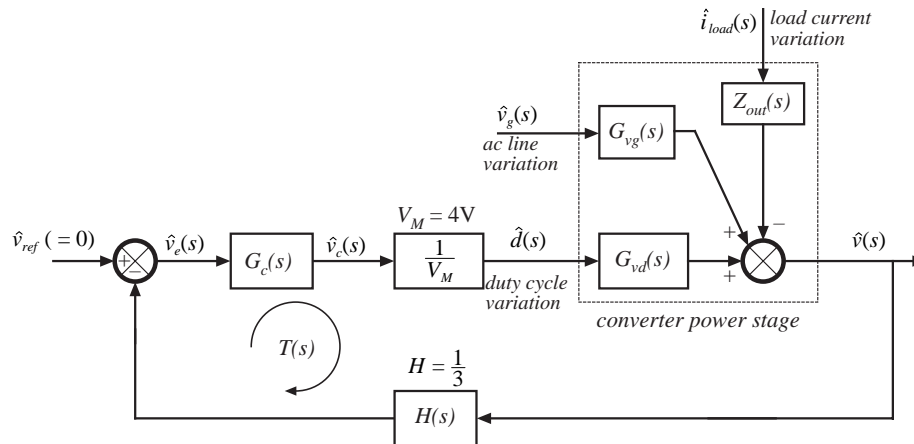 î_load(s) load current
variation
Z_out(s)
v̂_g(s)
ac line
variation
G_vg(s)
−
+
+
V_M = 4V
v̂_ref ( = 0)
+
−
v̂_e(s)
G_c(s)
v̂_c(s)
1
V_M
d̂(s)
duty cycle
variation
G_vd(s)
v̂(s)
converter power stage
T(s)
H = 1/3
H(s)